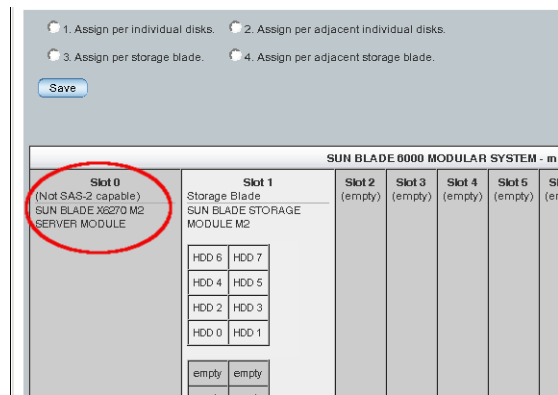 1. Assign per individual disks. 2. Assign per adjacent individual disks.
3. Assign per storage blade. 4. Assign per adjacent storage blade.
Save
SUN BLADE 6000 MODULAR SYSTEM - m
Slot 0 Slot 1 Slot 2 Slot 3 Slot 4 Slot 5
(Not SAS-2 capable) Storage Blade (empty) (empty) (empty) (empty)
SUN BLADE X6270 M2 SUN BLADE STORAGE
SERVER MODULE MODULE M2
HDD 6 HDD 7
HDD 4 HDD 5
HDD 2 HDD 3
HDD 0 HDD 1
empty empty